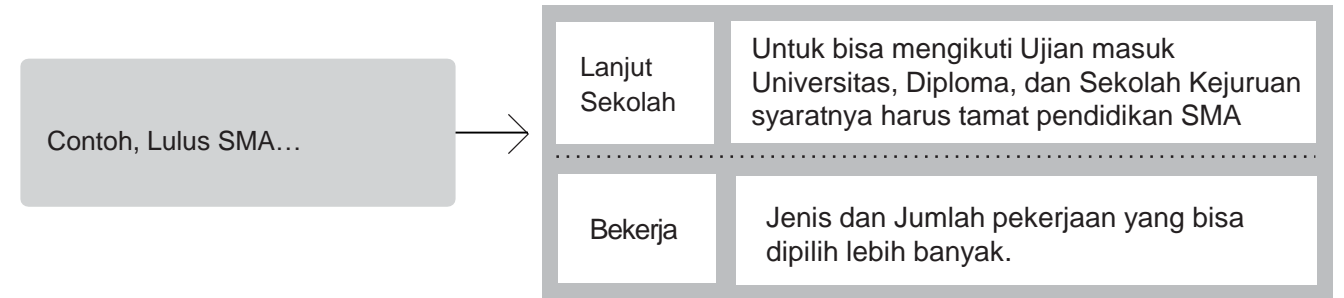 Contoh, Lulus SMA…
Lanjut
Sekolah
Untuk bisa mengikuti Ujian masuk
Universitas, Diploma, dan Sekolah Kejuruan
syaratnya harus tamat pendidikan SMA
Bekerja
Jenis dan Jumlah pekerjaan yang bisa
dipilih lebih banyak.